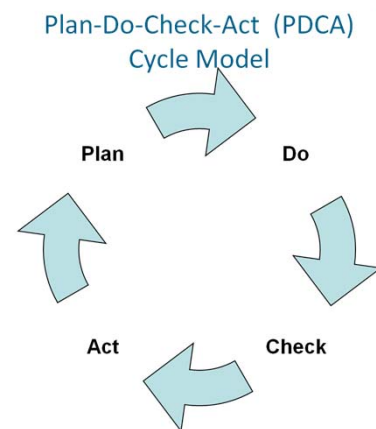 Plan-Do-Check-Act (PDCA)
Cycle Model
Plan
Do
Act
Check